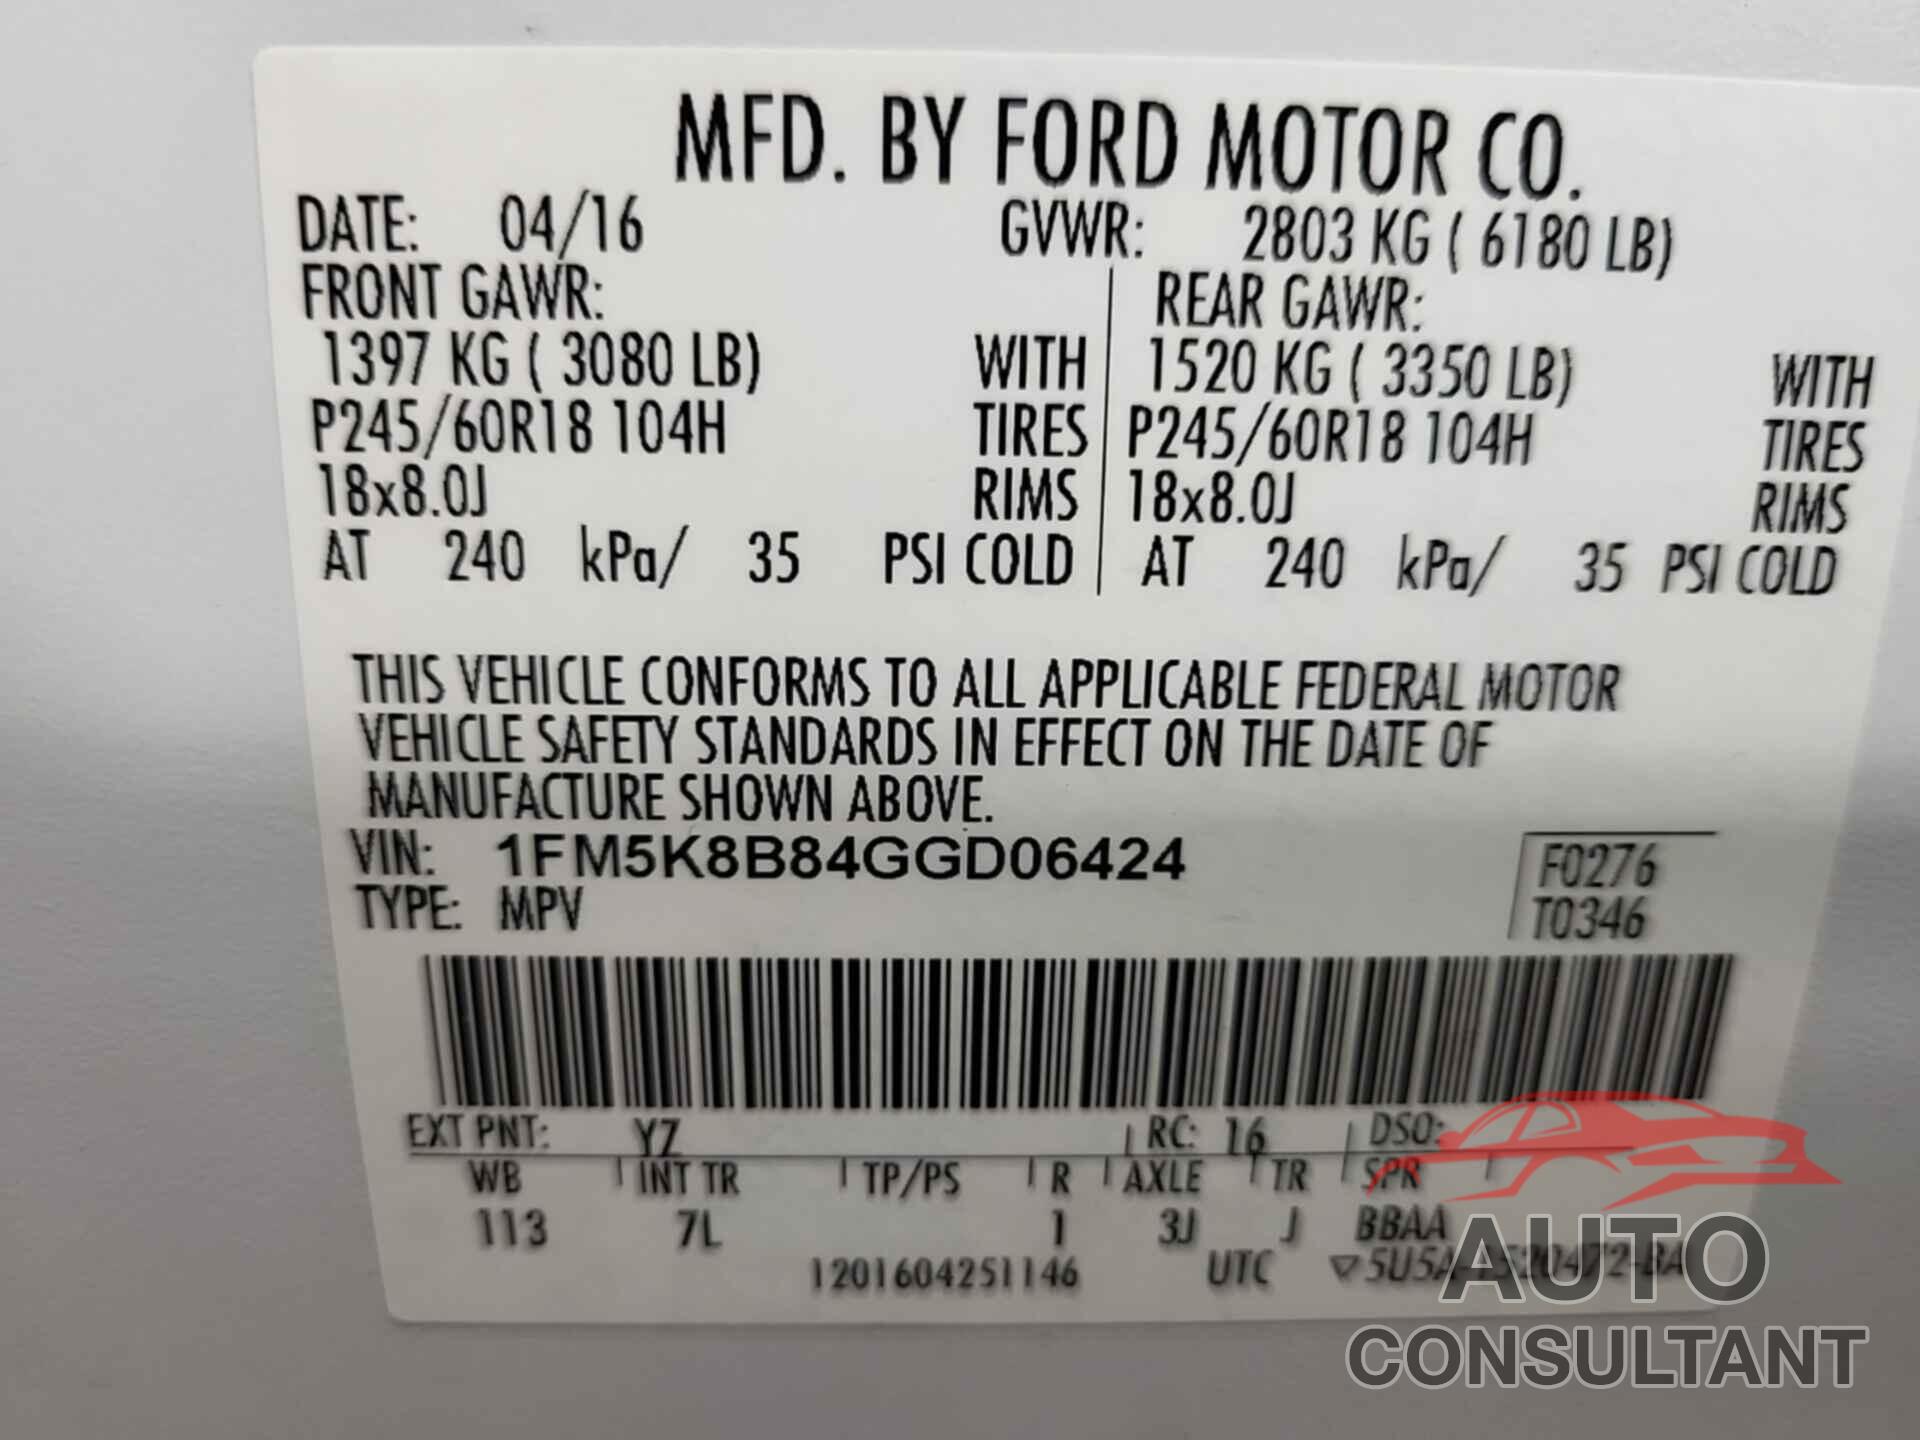 MFD. BY FORD MOTOR CO.
DATE: 04/16 GVWR: 2803 KG ( 6180 LB)
FRONT GAWR: REAR GAWR:
1397 KG ( 3080 LB) WITH 1520 KG ( 3350 LB) WITH
P245/60R18 104H TIRES P245/60R18 104H TIRES
18x8.0J RIMS 18x8.0J RIMS
AT 240 kPa/ 35 PSI COLD AT 240 kPa/ 35 PSI COLD
THIS VEHICLE CONFORMS TO ALL APPLICABLE FEDERAL MOTOR
VEHICLE SAFETY STANDARDS IN EFFECT ON THE DATE OF
MANUFACTURE SHOWN ABOVE.
VIN: 1FM5K8B84GGD06424 F0276
TYPE: MPV T0346
EXT PNT: YZ RC: 16 DSO:
WB INT TR TP/PS R AXLE TR SPR
113 7L 1 3J J BBAA
1201604251146 UTC ▽5U5A-1520472-BA
AUTO
CONSULTANT